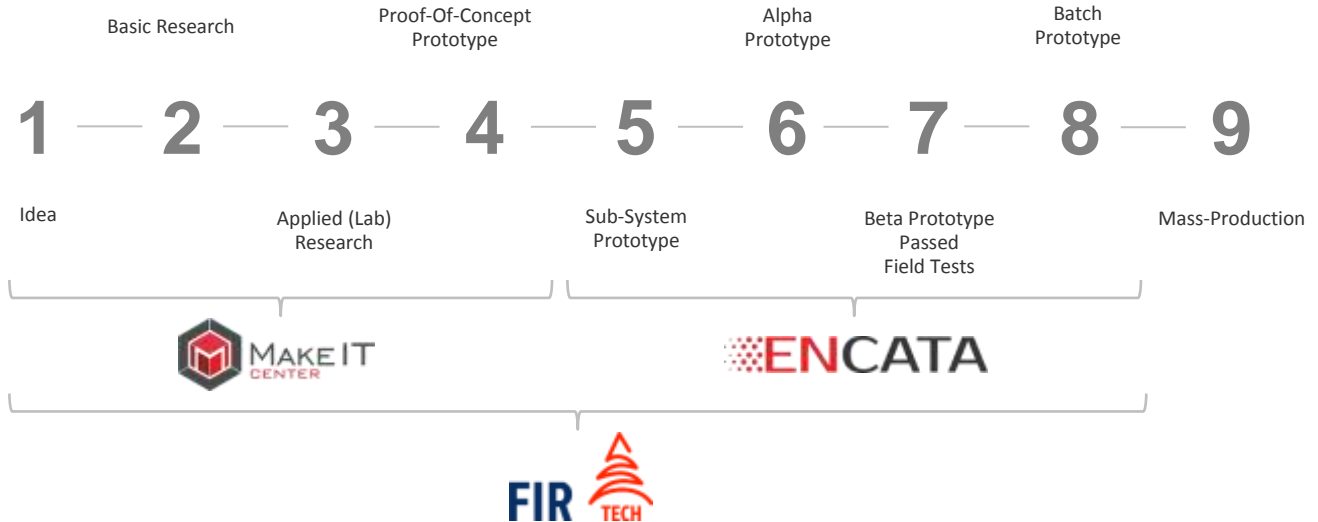 Basic Research
Proof-Of-Concept
Prototype
Alpha
Prototype
Batch
Prototype
1 2 3 4 5 6 7 8 9
Idea
Applied (Lab)
Research
Sub-System
Prototype
Beta Prototype
Passed
Field Tests
Mass-Production
MAKE IT
CENTER
ENCATA
FIR
TECH